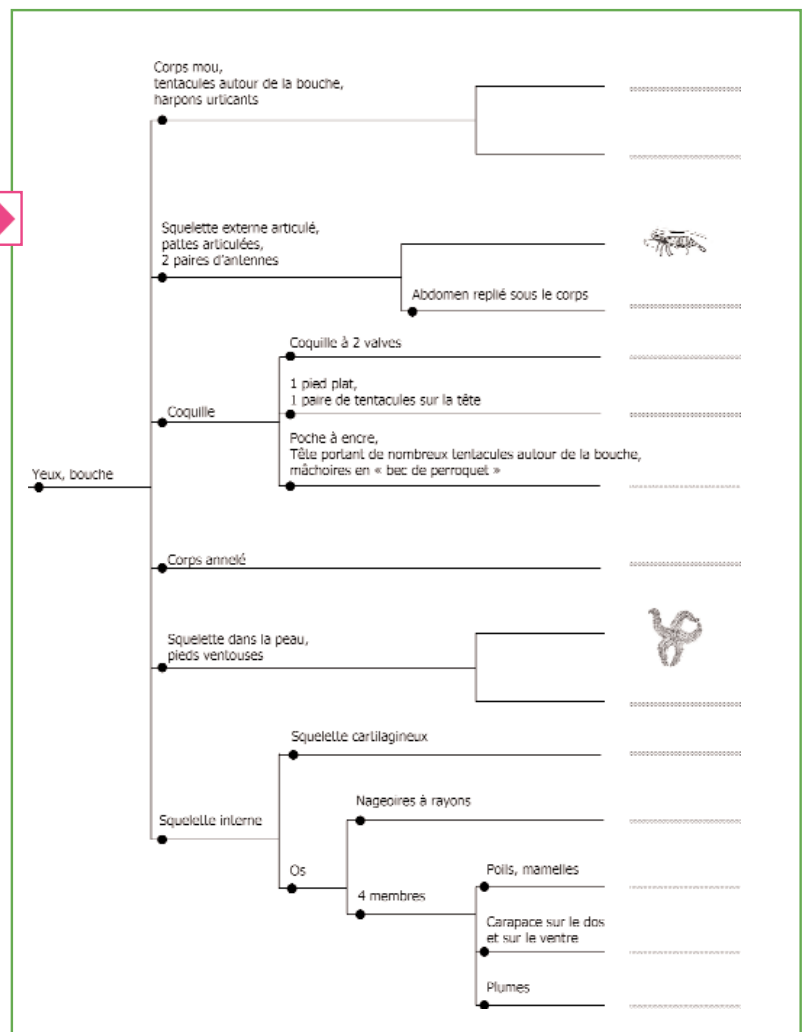 Corps mou,
tentacules autour de la bouche,
harpons urticants
Squelette externe articulé,
pattes articulées,
2 paires d'antennes
Abdomen replié sous le corps
Coquille à 2 valves
1 pied plat,
1 paire de tentacules sur la tête
Coquille
Poche à encre,
Tête portant de nombreux tentacules autour de la bouche,
mâchoires en « bec de perroquet »
Yeux, bouche
Corps annelé
Squelette dans la peau,
pieds ventouses
Squelette cartilagineux
Nageoires à rayons
Squelette interne
Os
Poils, mamelles
4 membres
Carapace sur le dos
et sur le ventre
Plumes